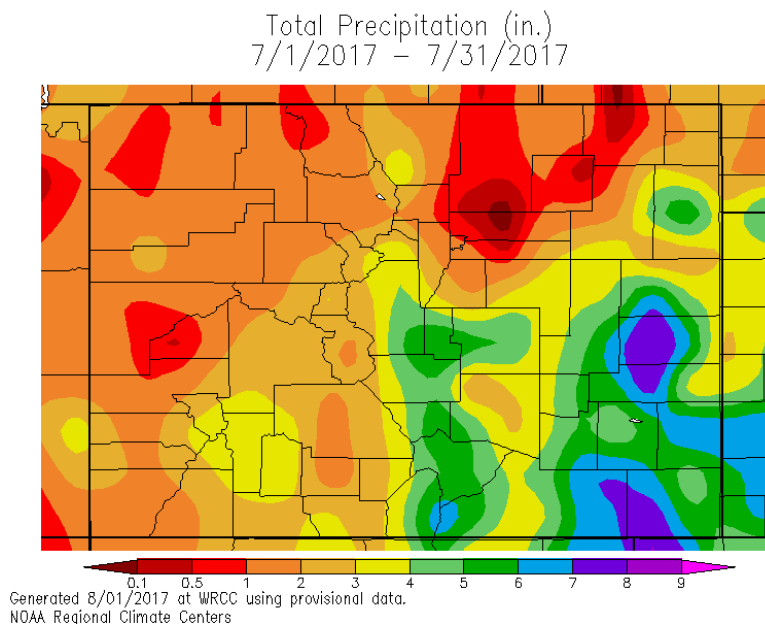 Total Precipitation (in.)
7/1/2017 – 7/31/2017
0.1 0.5 1 2 3 4 5 6 7 8 9
Generated 8/01/2017 at WRCC using provisional data.
NOAA Regional Climate Centers